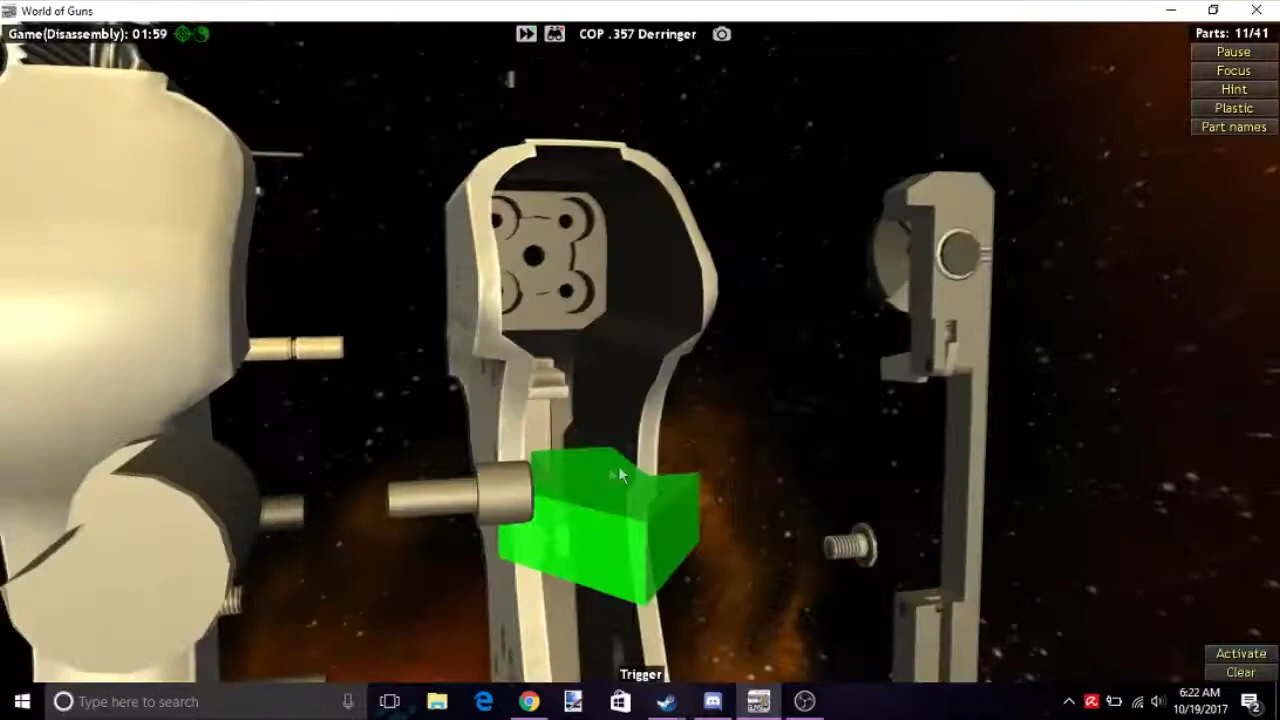 World of Guns
Game(Disassembly): 01:59
COP .357 Derringer
Parts: 11/41
Pause
Focus
Hint
Plastic
Part names
Trigger
Activate
Clear
Type here to search
6:22 AM
10/19/2017
2